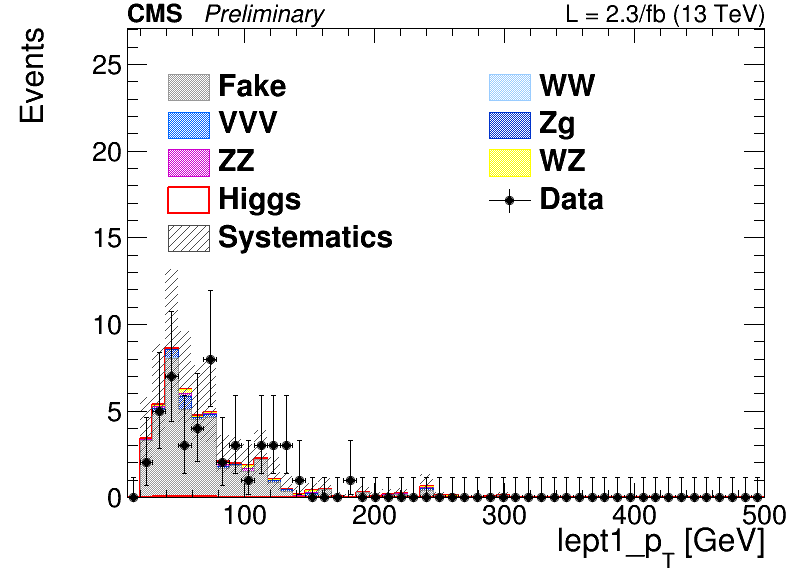 CMS Preliminary L = 2.3/fb (13 TeV)
Events
25
20
15
10
5
0
Fake
VVV
ZZ
Higgs
Systematics
WW
Zg
WZ
Data
100 200 300 400 500
lept1_pT [GeV]